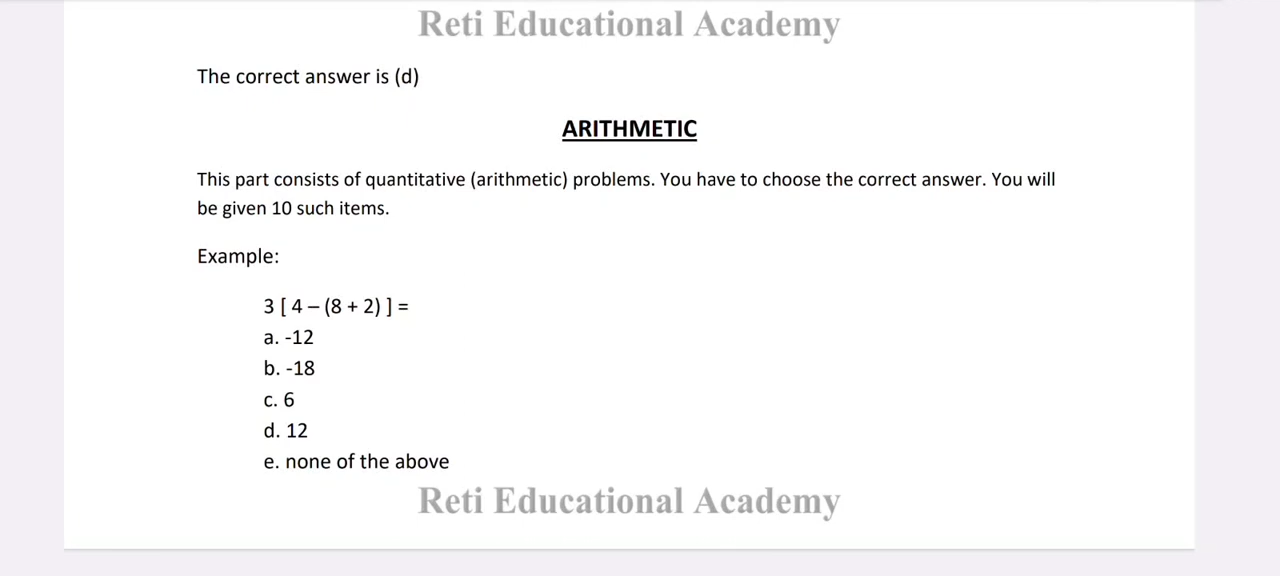 Reti Educational Academy
The correct answer is (d)
ARITHMETIC
This part consists of quantitative (arithmetic) problems. You have to choose the correct answer. You will
be given 10 such items.
Example:
3 [ 4 – (8 + 2) ] =
a. -12
b. -18
c. 6
d. 12
e. none of the above
Reti Educational Academy